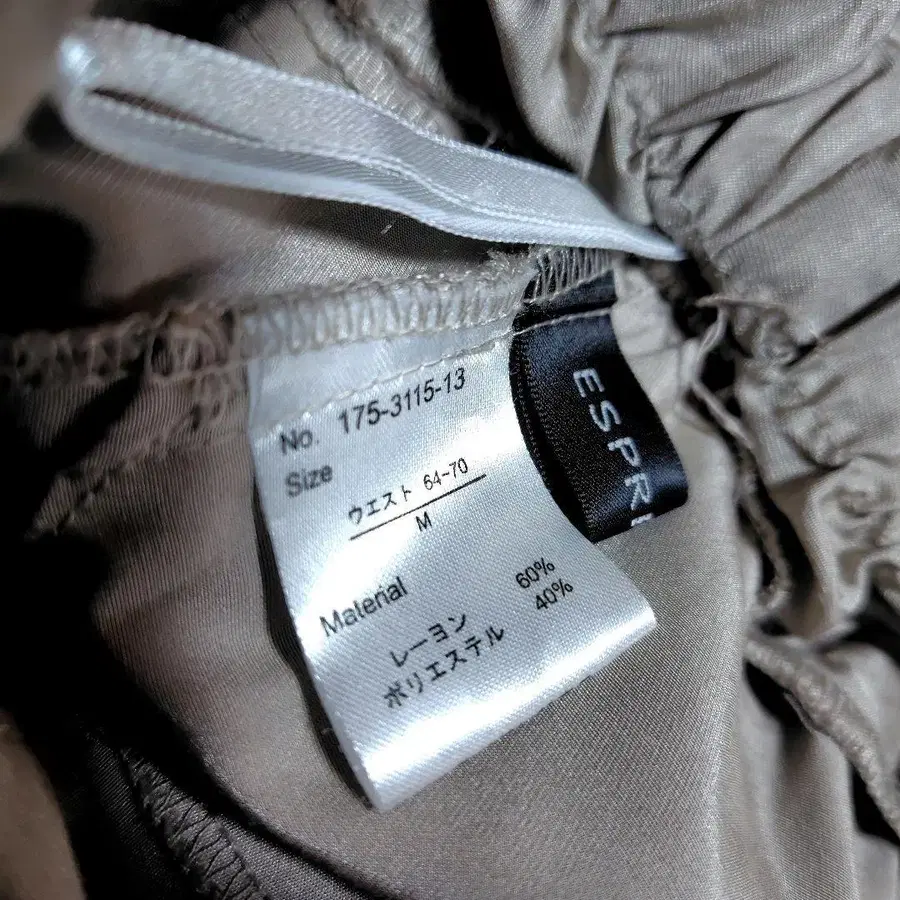 No. 175-3115-13
Size
ウエスト 64-70
M
Material
レーヨン 60%
ポリエステル 40%
ESPRI